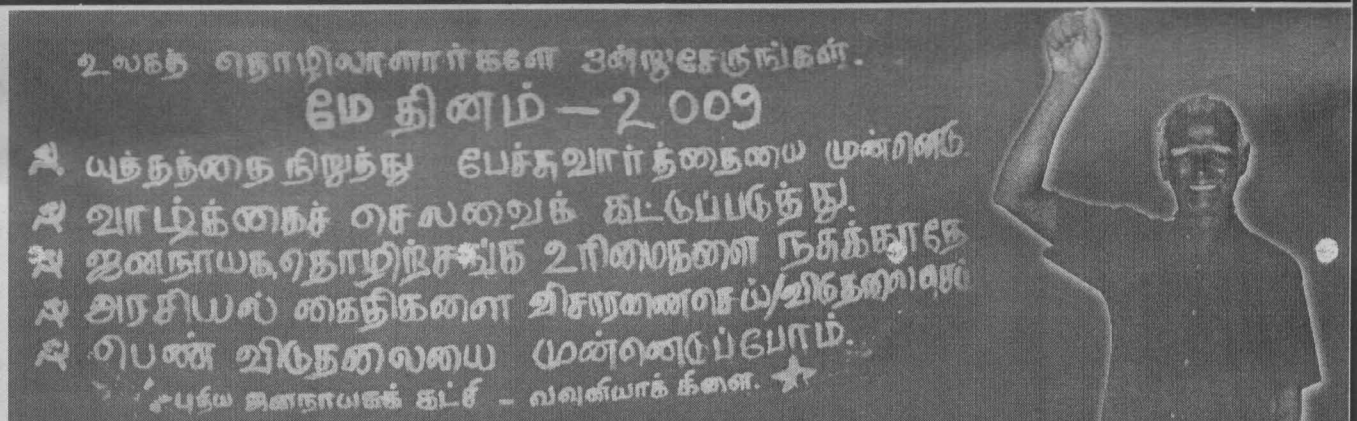 உலகத் தொழிலாளர்களே ஒன்றுசேருங்கள்.
மே தினம் – 2009
யுத்தத்தை நிறுத்து பேச்சுவார்த்தையை முன்னெடு
வாழ்க்கைச் செலவைக் கட்டுப்படுத்து.
ஜனநாயக, தொழிற்சங்க உரிமைகளை நசுக்காதே
அரசியல் கைதிகளை விசாரணைசெய்/விடுதலைசெய்
பெண் விடுதலையை முன்னெடுப்போம்.
புதிய ஜனநாயகக் கட்சி – வவுனியாக் கிளை.